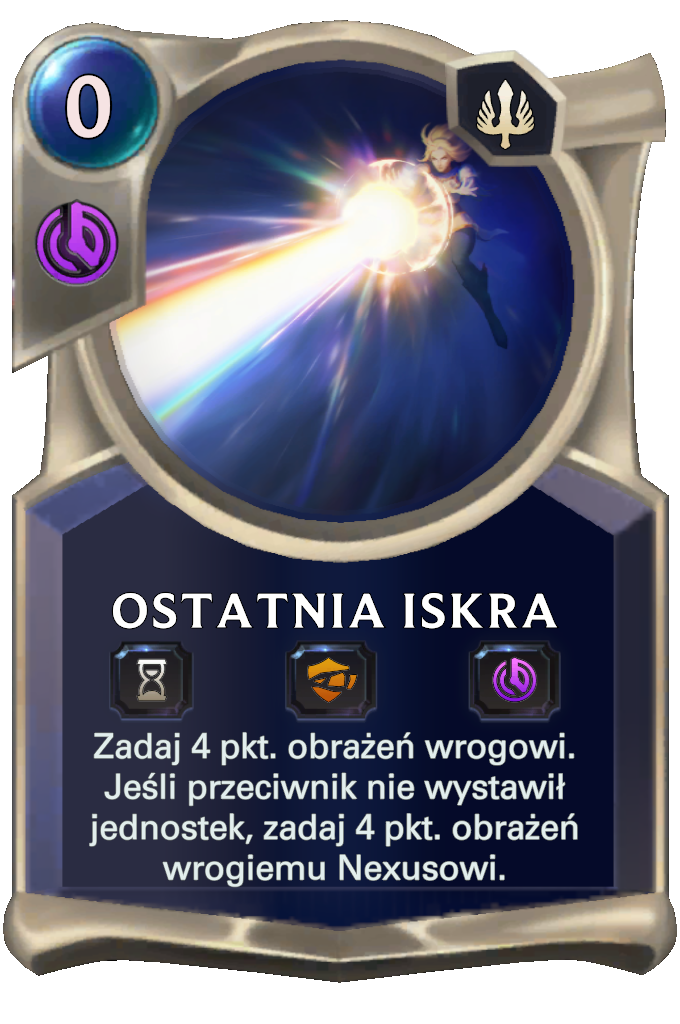 0
OSTATNIA ISKRA
Zadaj 4 pkt. obrażeń wrogowi.
Jeśli przeciwnik nie wystawił
jednostek, zadaj 4 pkt. obrażeń
wrogiemu Nexusowi.